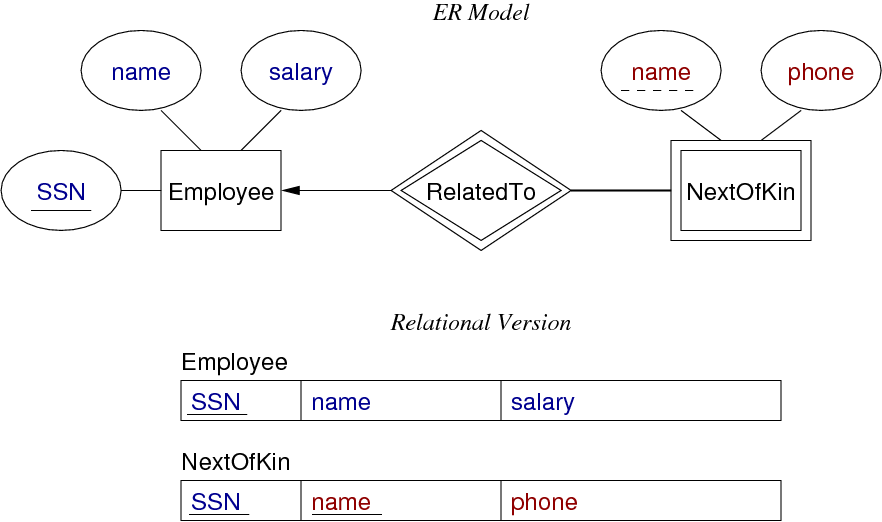 ER Model
name salary name phone
SSN Employee RelatedTo NextOfKin
Relational Version
Employee
SSN name salary
NextOfKin
SSN name phone